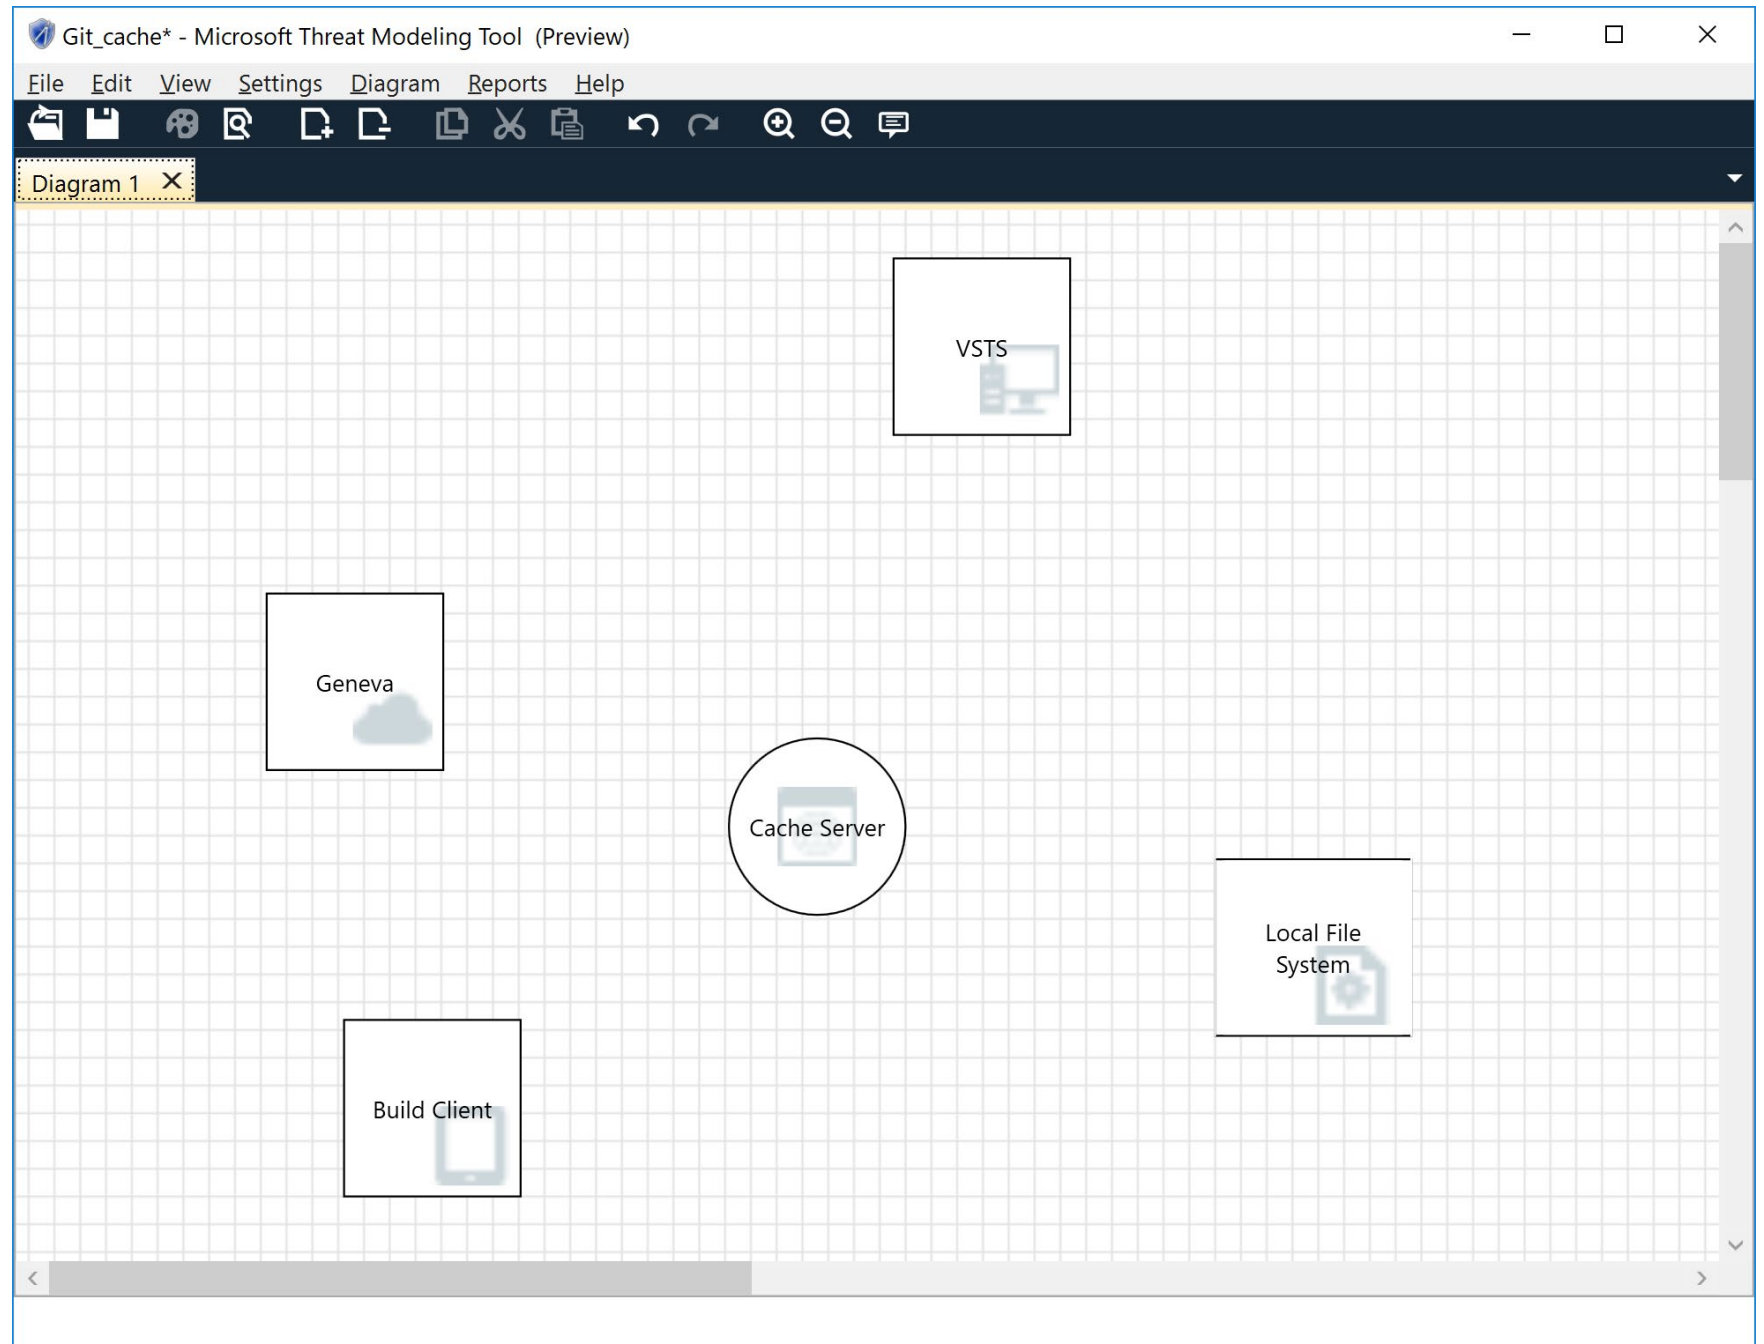 Git_cache* - Microsoft Threat Modeling Tool  (Preview)
File Edit View Settings Diagram Reports Help
Diagram 1
VSTS
Geneva
Cache Server
Local File
System
Build Client